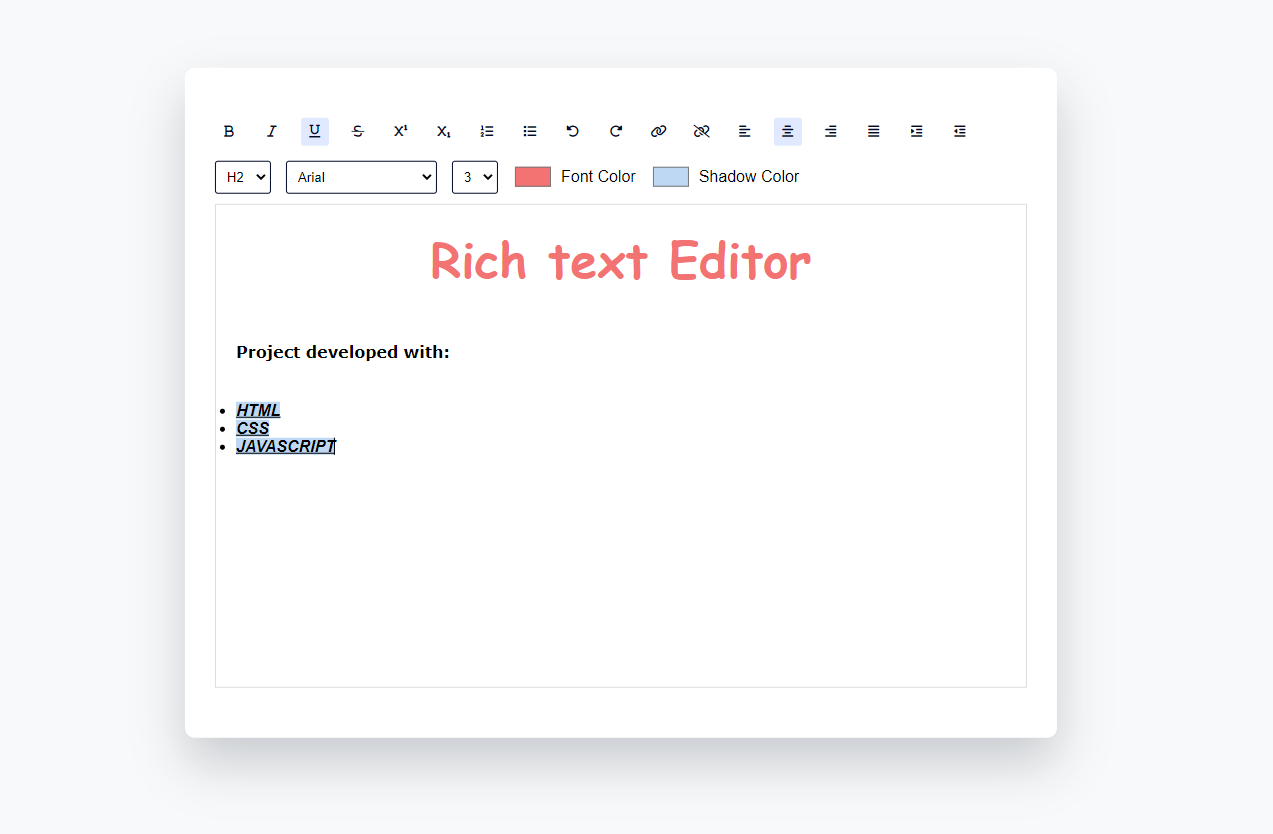 B I U S X¹ X₁
H2 Arial 3 Font Color Shadow Color
Rich text Editor
Project developed with:
HTML
CSS
JAVASCRIPT